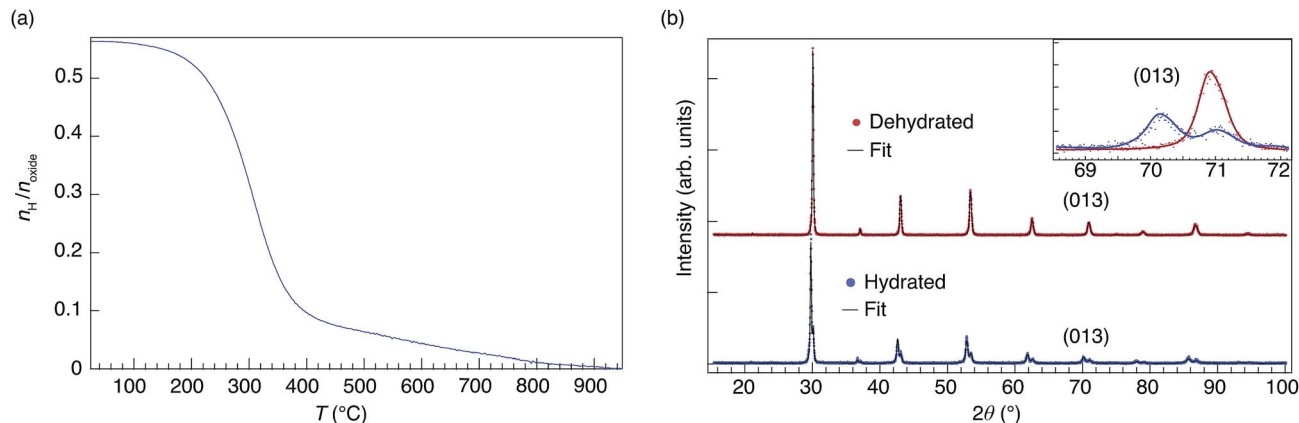 (a)
0.5
0.4
0.3
0.2
0.1
0
n_H/n_oxide
100 200 300 400 500 600 700 800 900
T (°C)
(b)
(013)
69 70 71 72
Dehydrated
Fit
(013)
Hydrated
Fit
(013)
Intensity (arb. units)
20 30 40 50 60 70 80 90 100
2θ (°)